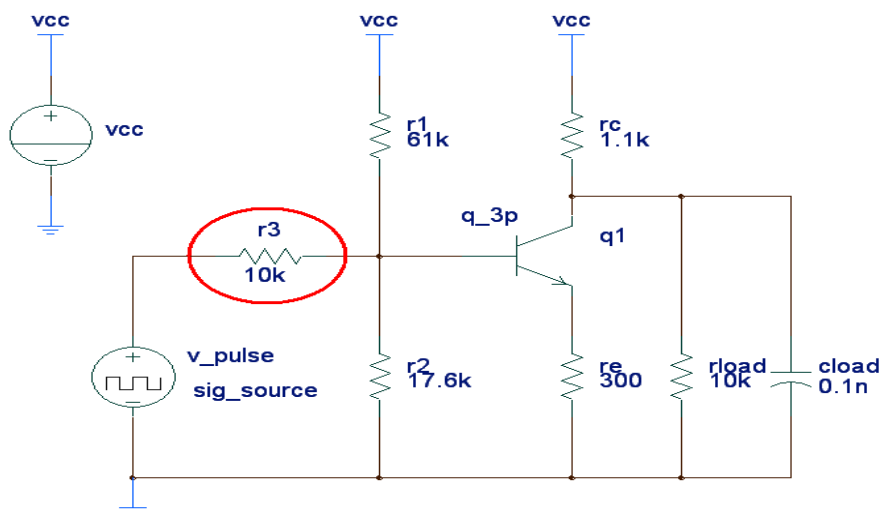 vcc
vcc
vcc
vcc
r1
61k
rc
1.1k
r3
10k
q_3p
q1
v_pulse
sig_source
r2
17.6k
re
300
rload
10k
cload
0.1n